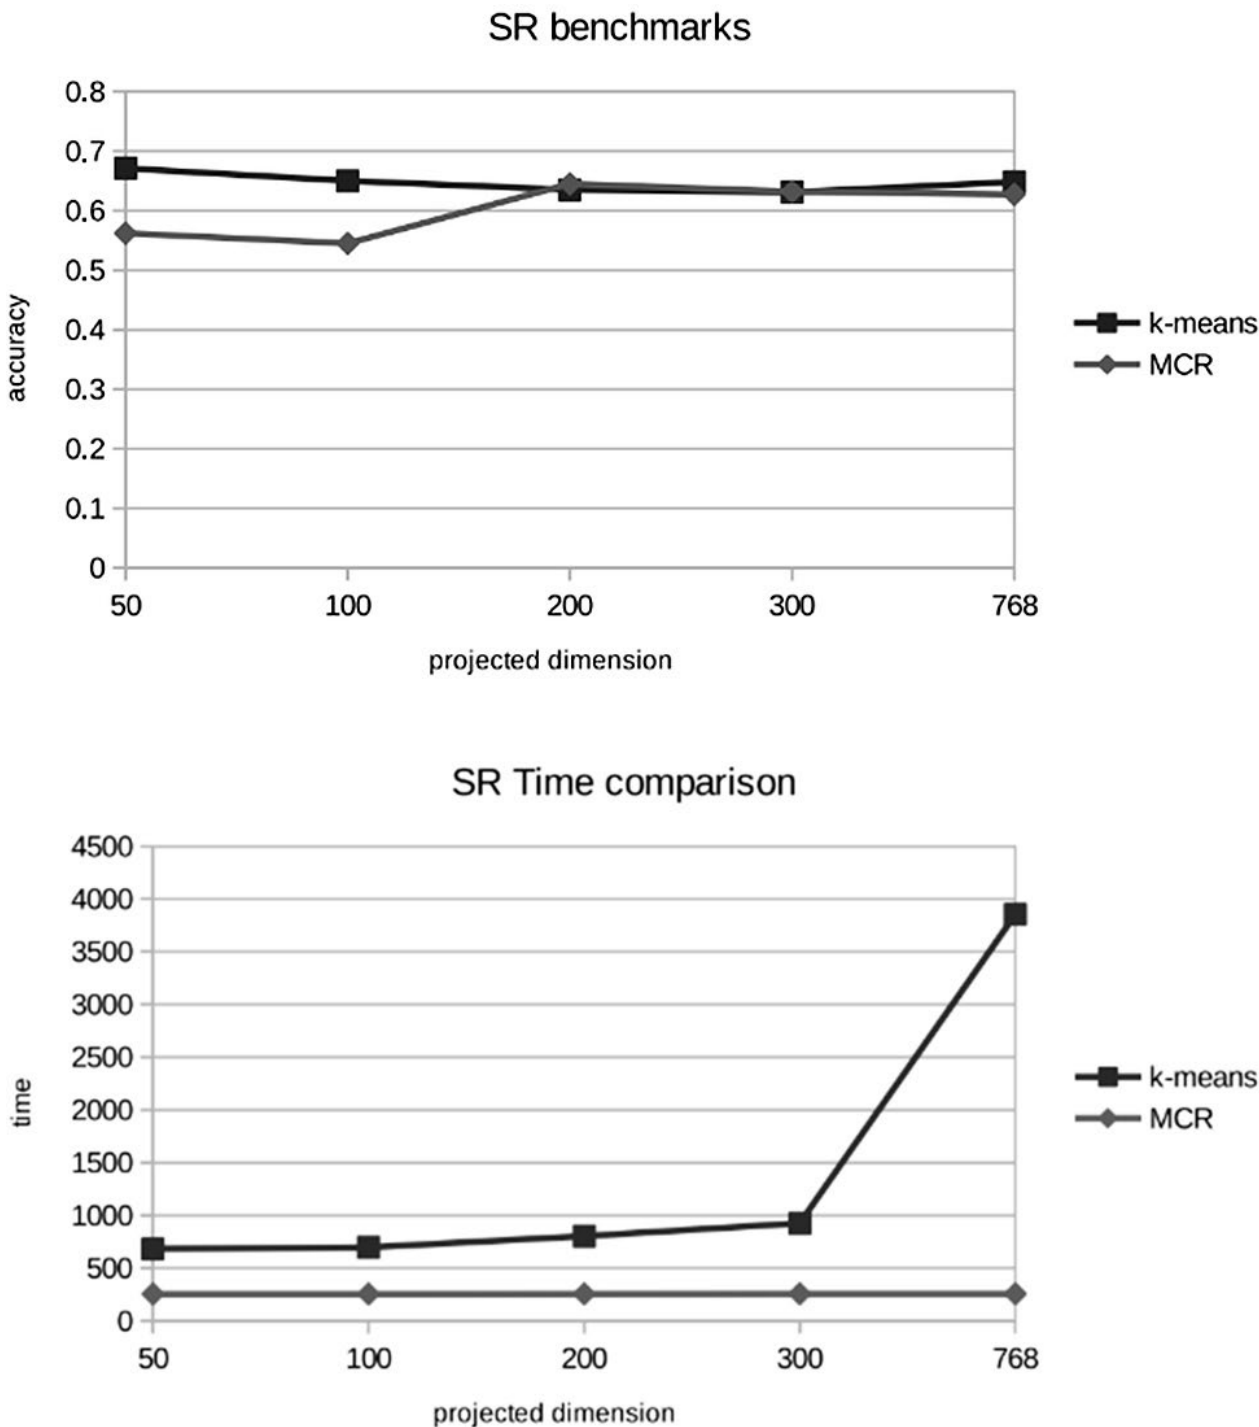 SR benchmarks
0.8
0.7
0.6
0.5
0.4
0.3
0.2
0.1
0
accuracy
50 100 200 300 768
projected dimension
k-means
MCR
SR Time comparison
4500
4000
3500
3000
2500
2000
1500
1000
500
0
time
50 100 200 300 768
projected dimension
k-means
MCR